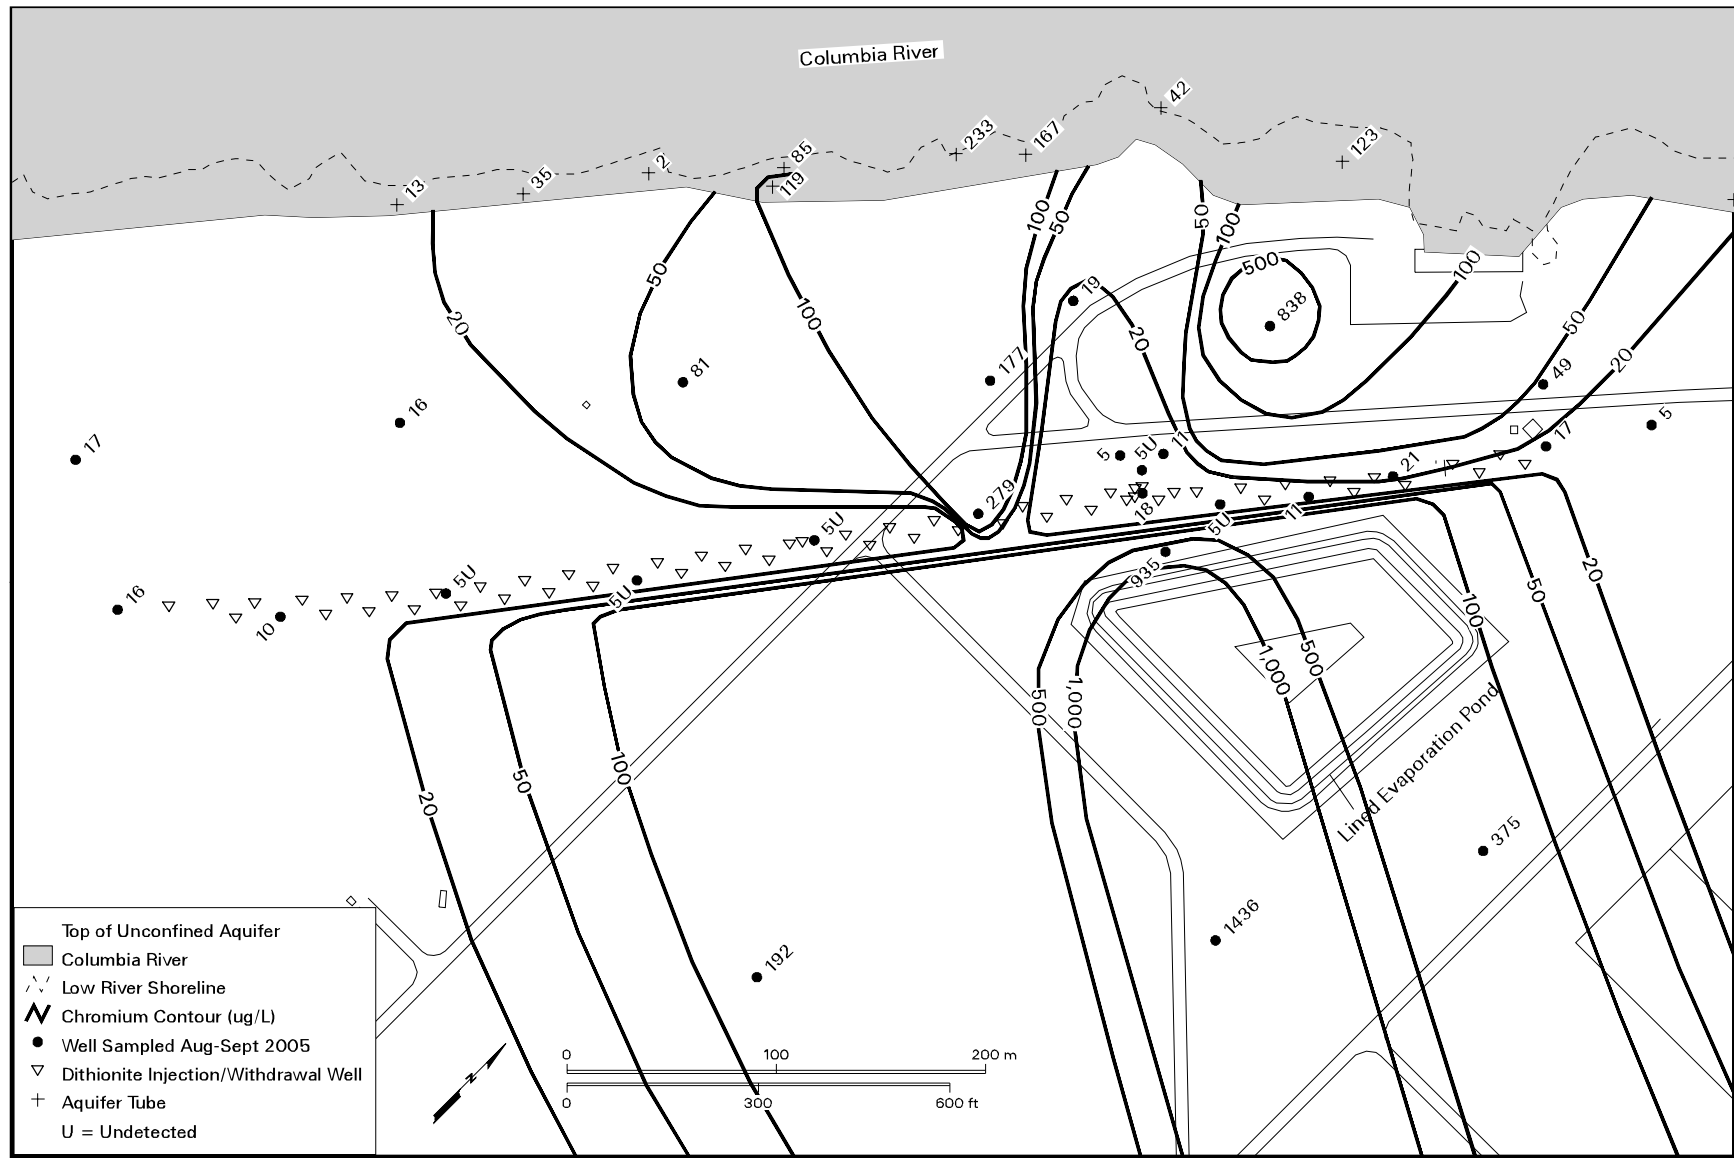 Columbia River
42
233
167
123
85
2
119
35
13
100
50
50
100
500
100
50
19
838
20
100
20
50
177
20
49
81
16
5
17
17
5
5U
11
21
279
18
5U
11
5U
5U
5U
16
10
935
20
50
100
500
1,000
1,000
500
100
50
20
Lined Evaporation Pond
375
1436
192
Top of Unconfined Aquifer
Columbia River
Low River Shoreline
Chromium Contour (ug/L)
Well Sampled Aug-Sept 2005
Dithionite Injection/Withdrawal Well
Aquifer Tube
U = Undetected
N
0 100 200 m
0 300 600 ft